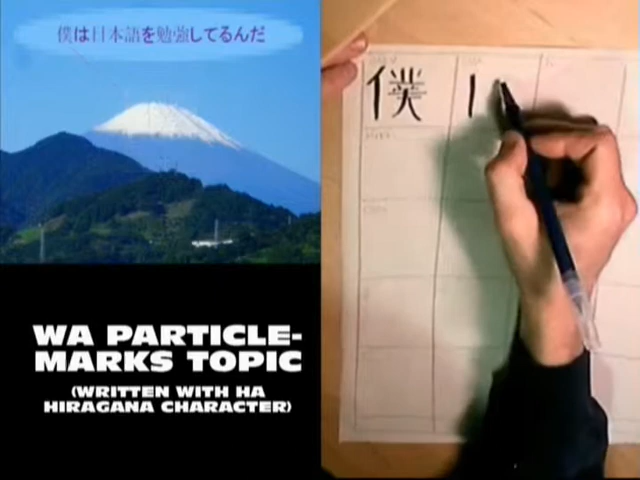 僕は日本語を勉強してるんだ
WA PARTICLE-
MARKS TOPIC
(WRITTEN WITH HA
HIRAGANA CHARACTER)
僕